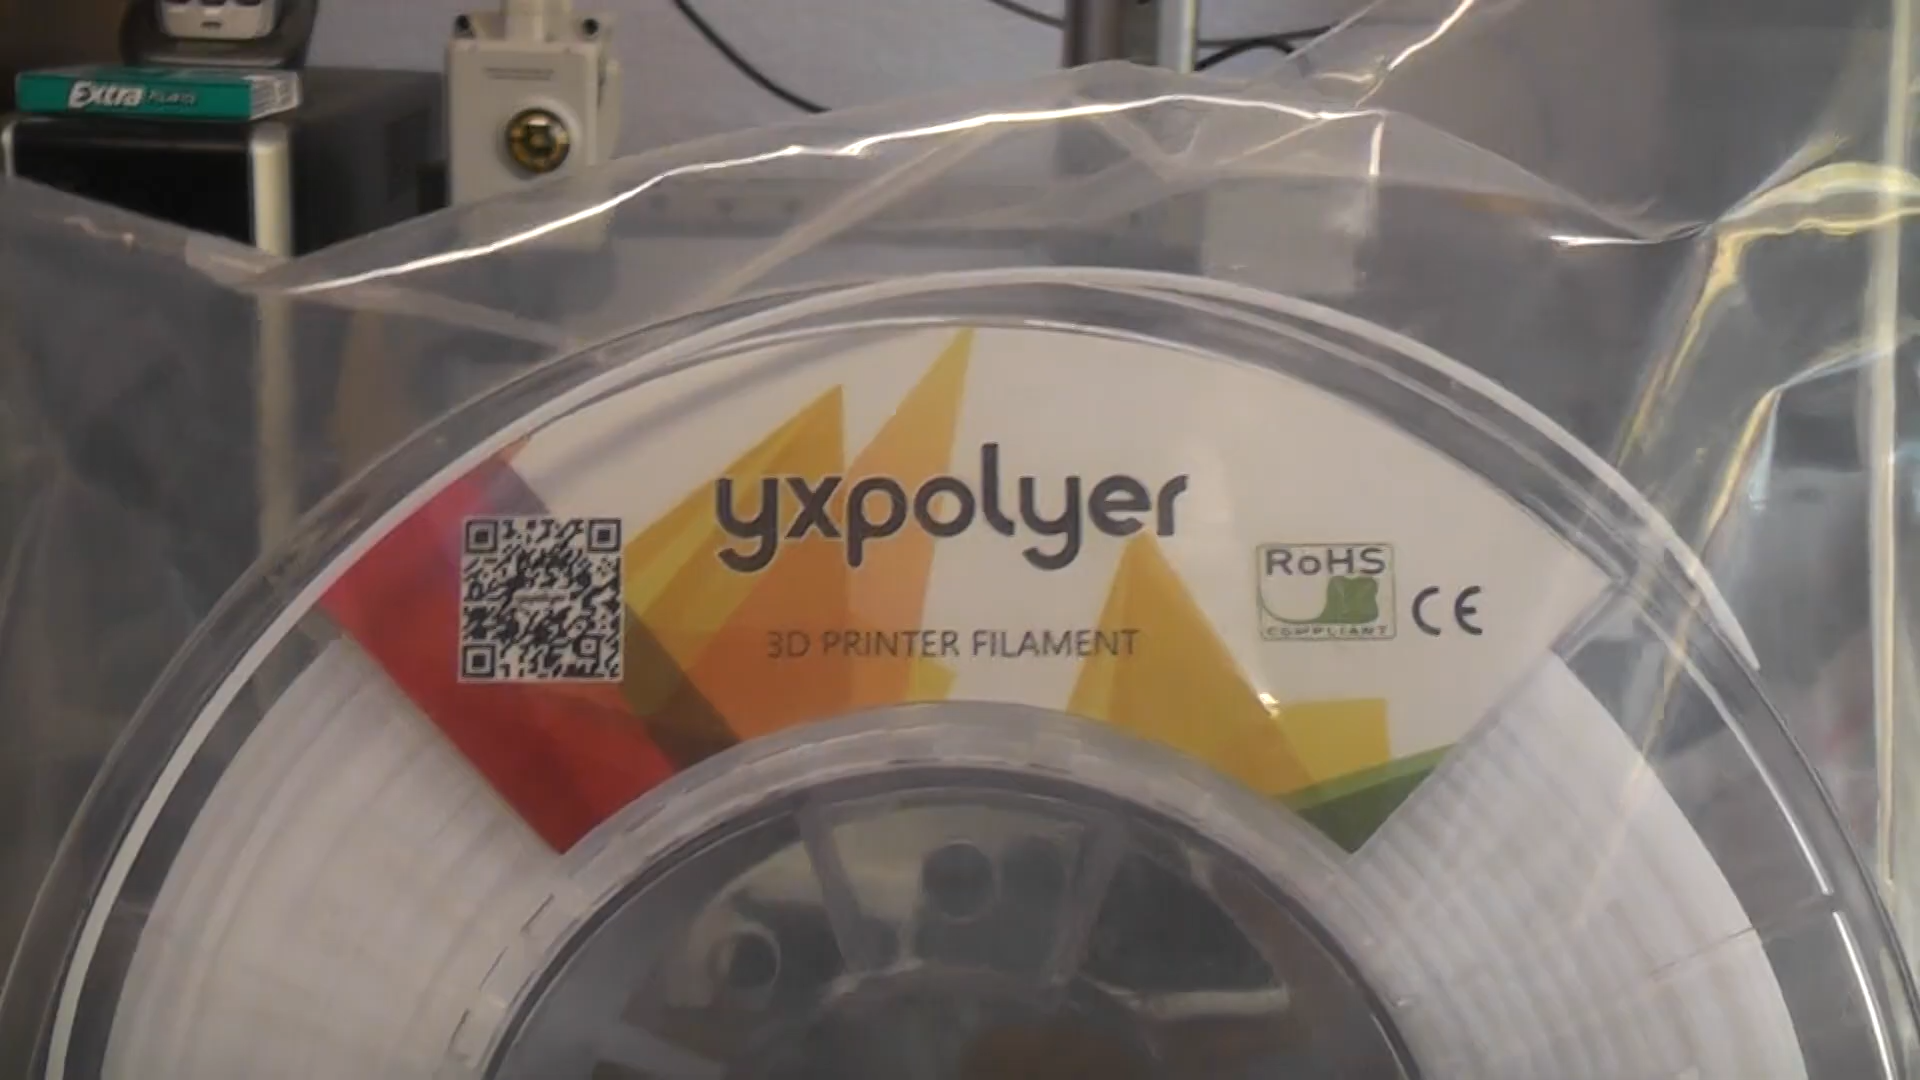 Extra
yxpolyer
3D PRINTER FILAMENT
RoHS
COMPLIANT
CE